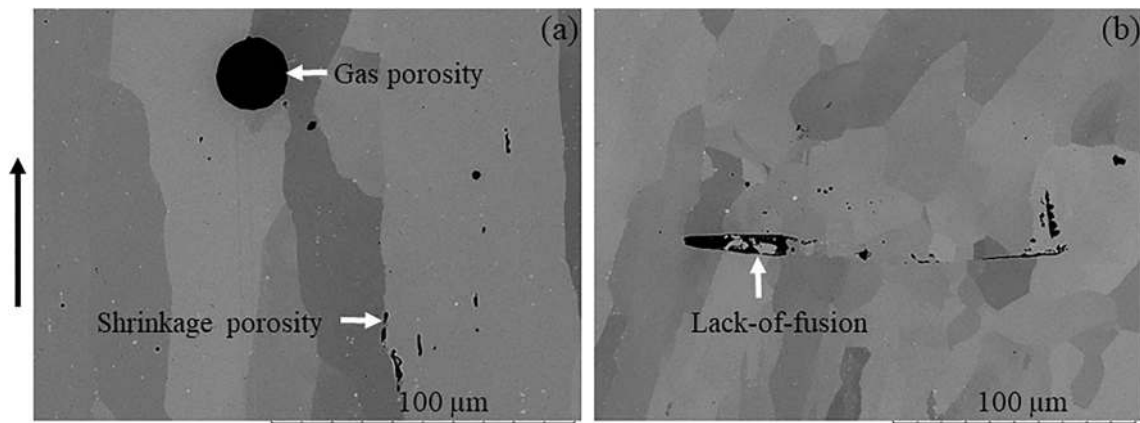 (a)
Gas porosity
Shrinkage porosity
100 μm
(b)
Lack-of-fusion
100 μm